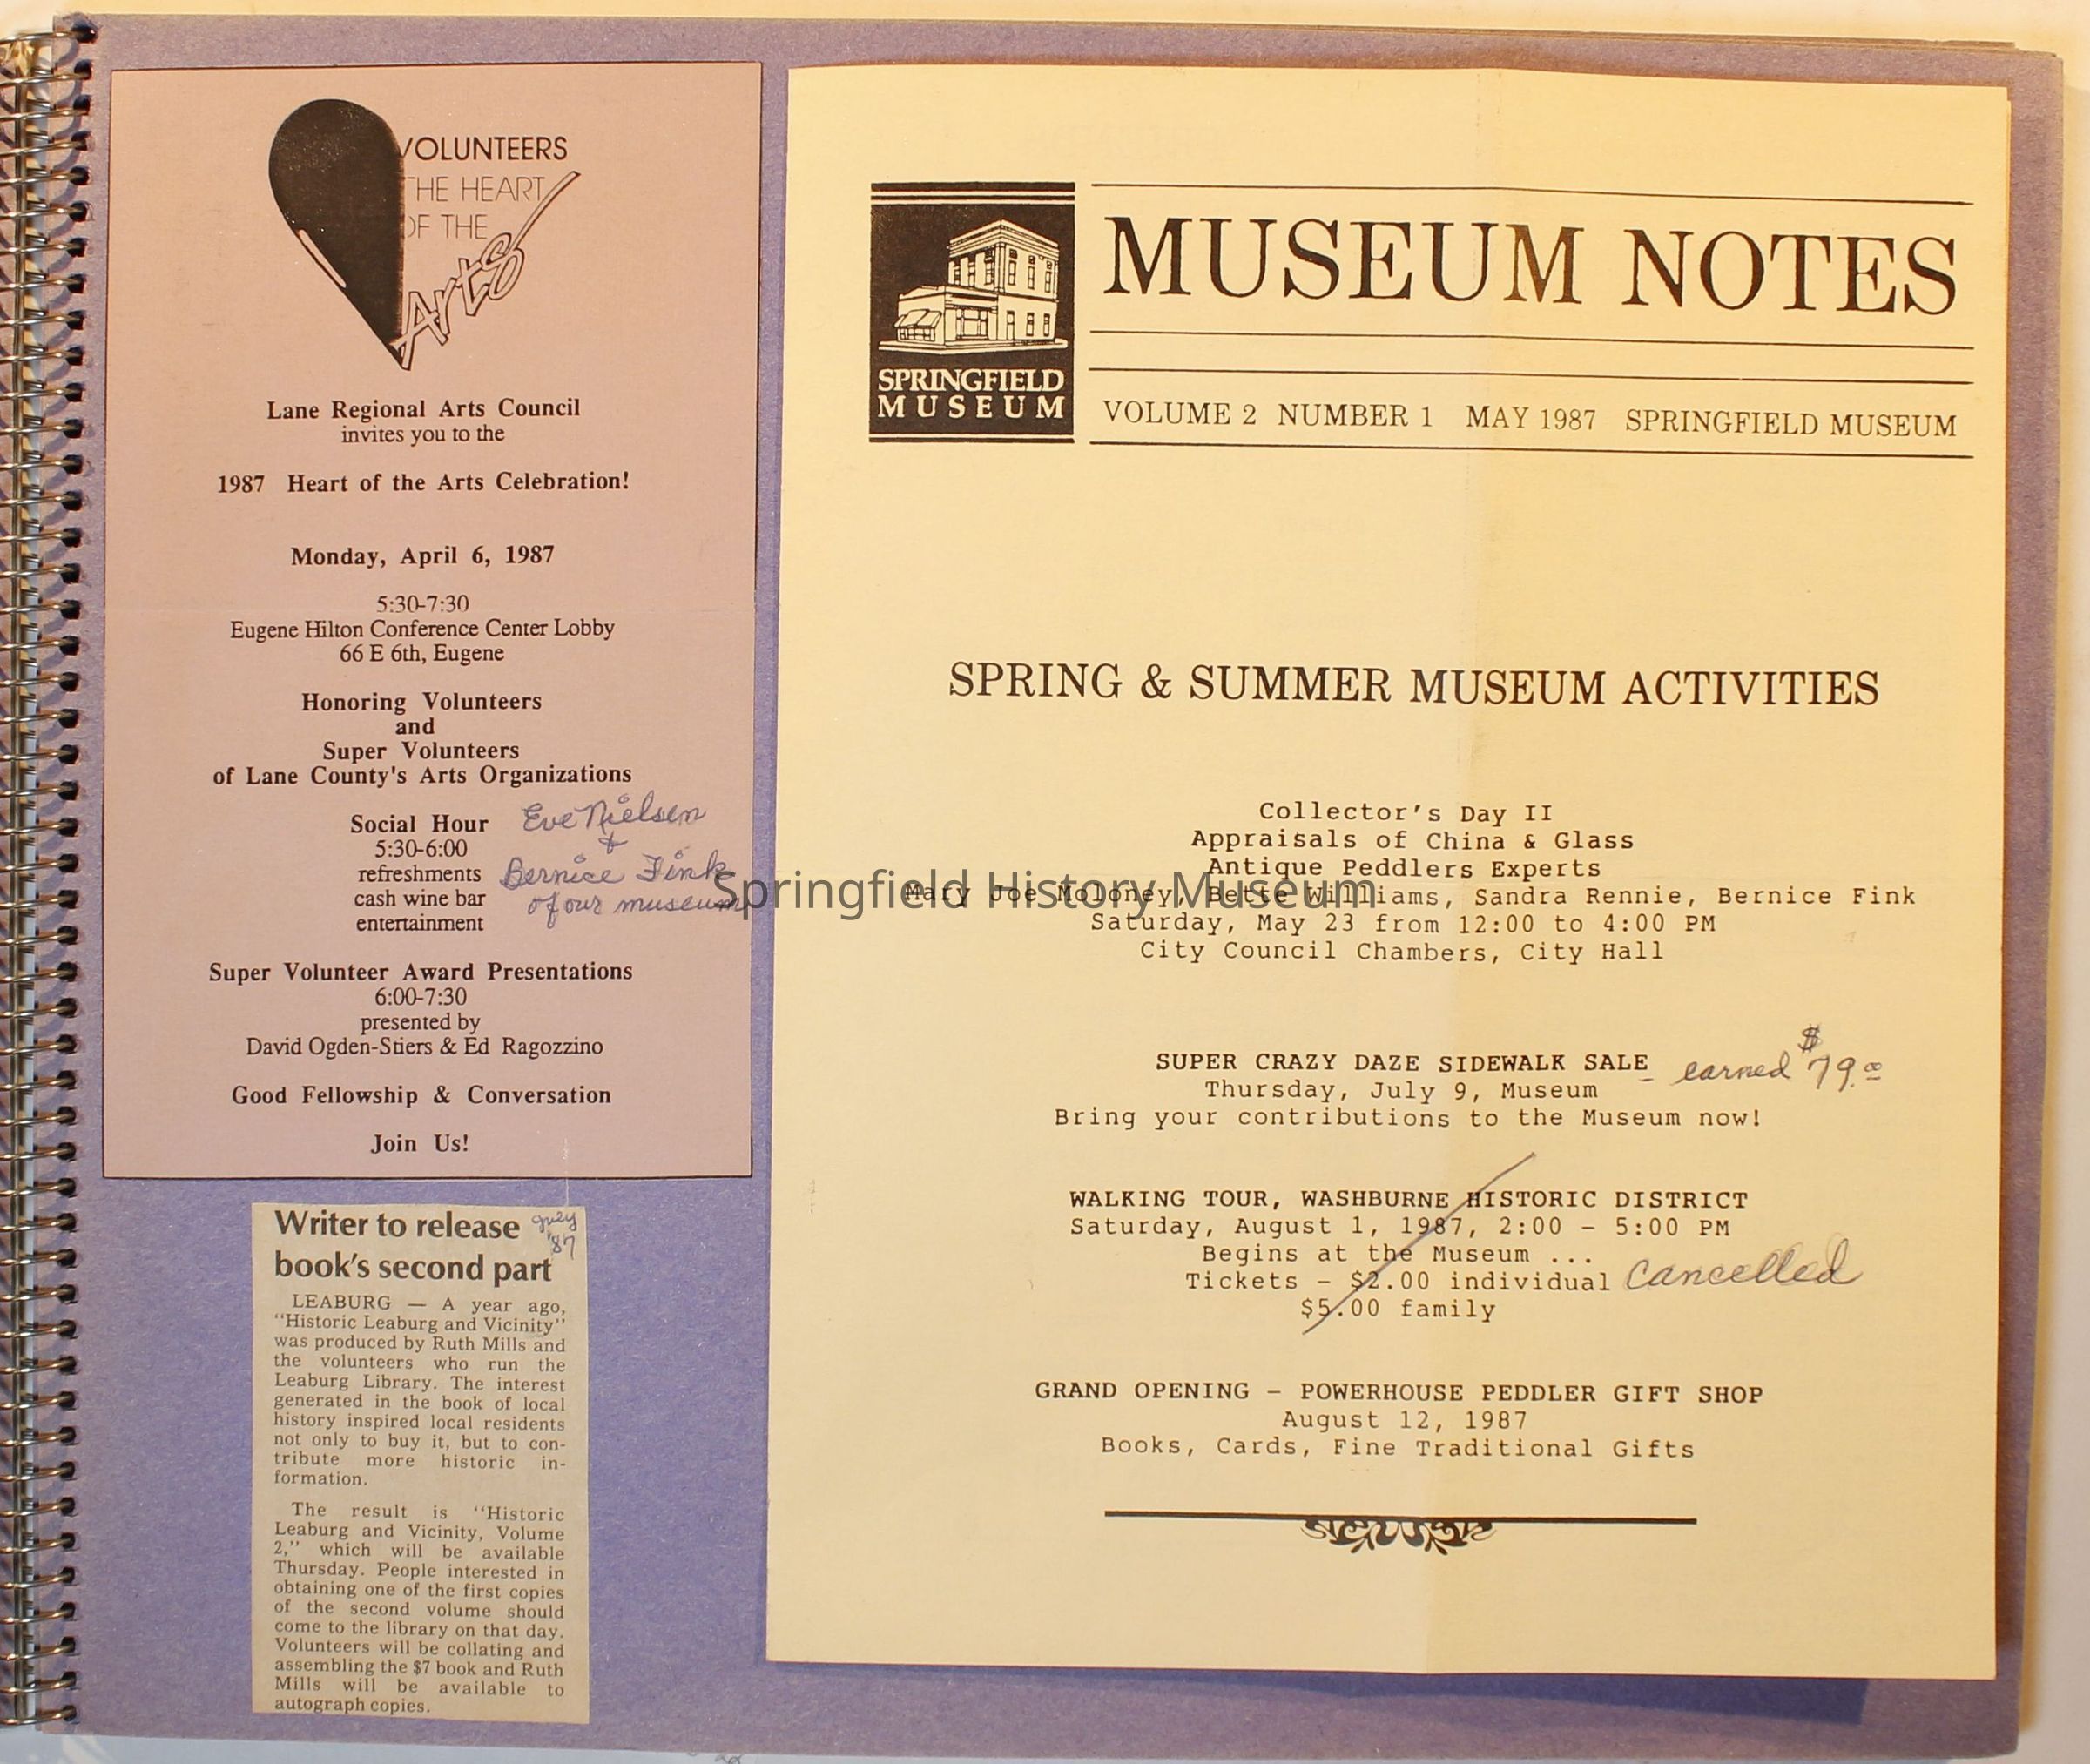 VOLUNTEERS
THE HEART
OF THE
Arts
Lane Regional Arts Council
invites you to the
1987 Heart of the Arts Celebration!
Monday, April 6, 1987
5:30-7:30
Eugene Hilton Conference Center Lobby
66 E 6th, Eugene
Honoring Volunteers
and
Super Volunteers
of Lane County's Arts Organizations
Social Hour
5:30-6:00
refreshments
cash wine bar
entertainment
Eve Nielsen
&
Bernice Fink
of our museum
Super Volunteer Award Presentations
6:00-7:30
presented by
David Ogden-Stiers & Ed Ragozzino
Good Fellowship & Conversation
Join Us!
Writer to release
book's second part
'87
LEABURG — A year ago,
"Historic Leaburg and Vicinity"
was produced by Ruth Mills and
the volunteers who run the
Leaburg Library. The interest
generated in the book of local
history inspired local residents
not only to buy it, but to con-
tribute more historic in-
formation.
The result is "Historic
Leaburg and Vicinity, Volume
2," which will be available
Thursday. People interested in
obtaining one of the first copies
of the second volume should
come to the library on that day.
Volunteers will be collating and
assembling the $7 book and Ruth
Mills will be available to
autograph copies.
SPRINGFIELD
MUSEUM
MUSEUM NOTES
VOLUME 2 NUMBER 1 MAY 1987 SPRINGFIELD MUSEUM
SPRING & SUMMER MUSEUM ACTIVITIES
Collector's Day II
Appraisals of China & Glass
Antique Peddlers Experts
Mary Joe Moloney, Bette Williams, Sandra Rennie, Bernice Fink
Saturday, May 23 from 12:00 to 4:00 PM
City Council Chambers, City Hall
SUPER CRAZY DAZE SIDEWALK SALE - earned $79.00
Thursday, July 9, Museum
Bring your contributions to the Museum now!
WALKING TOUR, WASHBURNE HISTORIC DISTRICT
Saturday, August 1, 1987, 2:00 - 5:00 PM
Begins at the Museum ...
Tickets - $2.00 individual Cancelled
$5.00 family
GRAND OPENING - POWERHOUSE PEDDLER GIFT SHOP
August 12, 1987
Books, Cards, Fine Traditional Gifts
Springfield History Museum